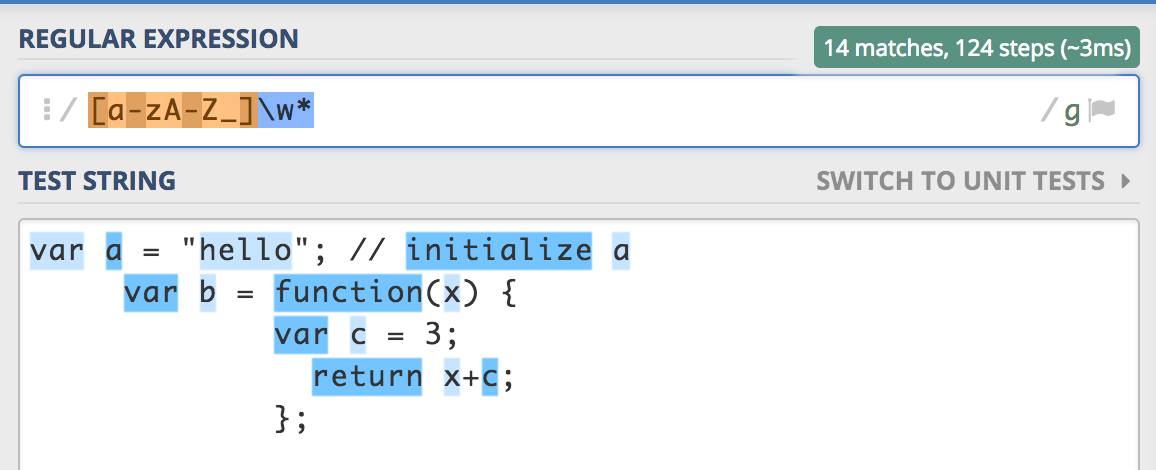 REGULAR EXPRESSION
14 matches, 124 steps (~3ms)
/ [a-zA-Z_]\w* / g
TEST STRING
SWITCH TO UNIT TESTS
var a = "hello"; // initialize a
var b = function(x) {
var c = 3;
return x+c;
};